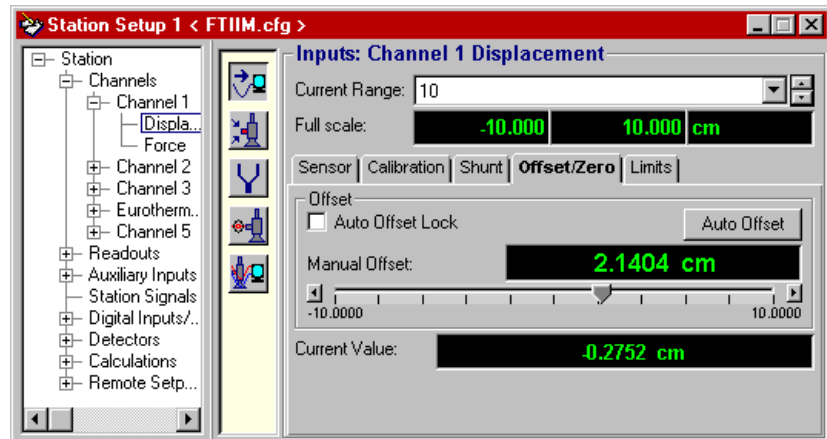 Station Setup 1 < FTIIM.cfg >
Station
Channels
Channel 1
Displa...
Force
Channel 2
Channel 3
Eurotherm..
Channel 5
Readouts
Auxiliary Inputs
Station Signals
Digital Inputs/..
Detectors
Calculations
Remote Setp...
Inputs: Channel 1 Displacement
Current Range: 10
Full scale: -10.000 10.000 cm
Sensor Calibration Shunt Offset/Zero Limits
Offset
Auto Offset Lock Auto Offset
Manual Offset: 2.1404 cm
-10.0000 10.0000
Current Value: -0.2752 cm